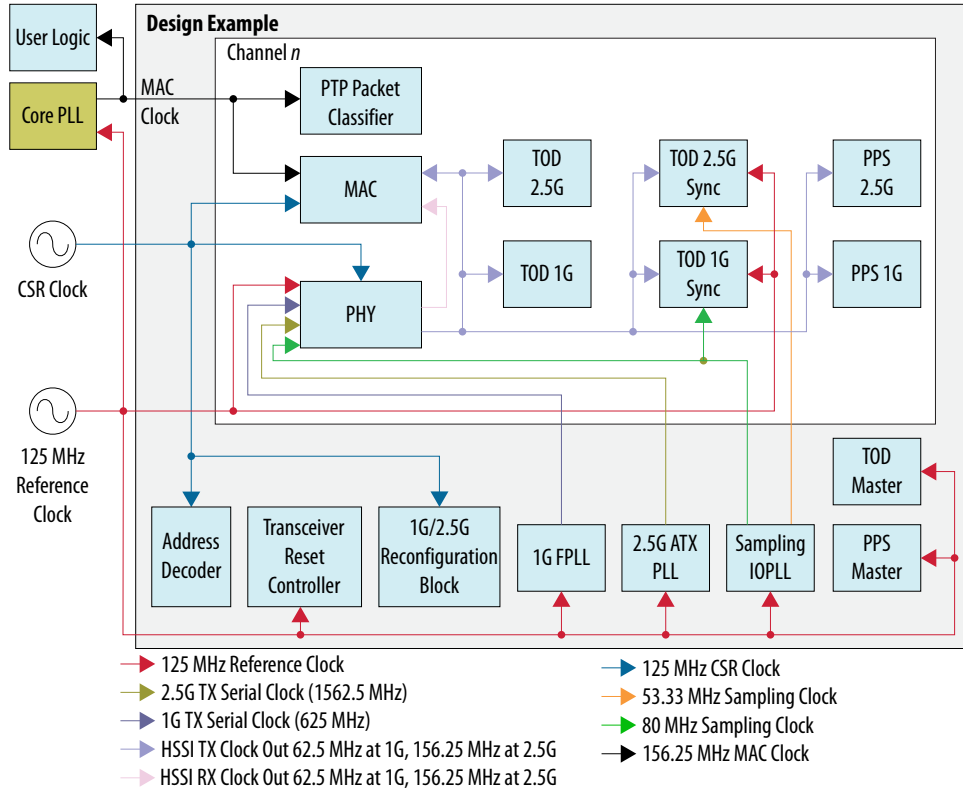 Design Example
User Logic
Channel n
Core PLL
MAC
Clock
PTP Packet
Classifier
MAC
TOD
2.5G
TOD 2.5G
Sync
PPS
2.5G
CSR Clock
PHY
TOD 1G
TOD 1G
Sync
PPS 1G
125 MHz
Reference
Clock
TOD
Master
Address
Decoder
Transceiver
Reset
Controller
1G/2.5G
Reconfiguration
Block
1G FPLL
2.5G ATX
PLL
Sampling
IOPLL
PPS
Master
125 MHz Reference Clock
2.5G TX Serial Clock (1562.5 MHz)
1G TX Serial Clock (625 MHz)
HSSI TX Clock Out 62.5 MHz at 1G, 156.25 MHz at 2.5G
HSSI RX Clock Out 62.5 MHz at 1G, 156.25 MHz at 2.5G
125 MHz CSR Clock
53.33 MHz Sampling Clock
80 MHz Sampling Clock
156.25 MHz MAC Clock